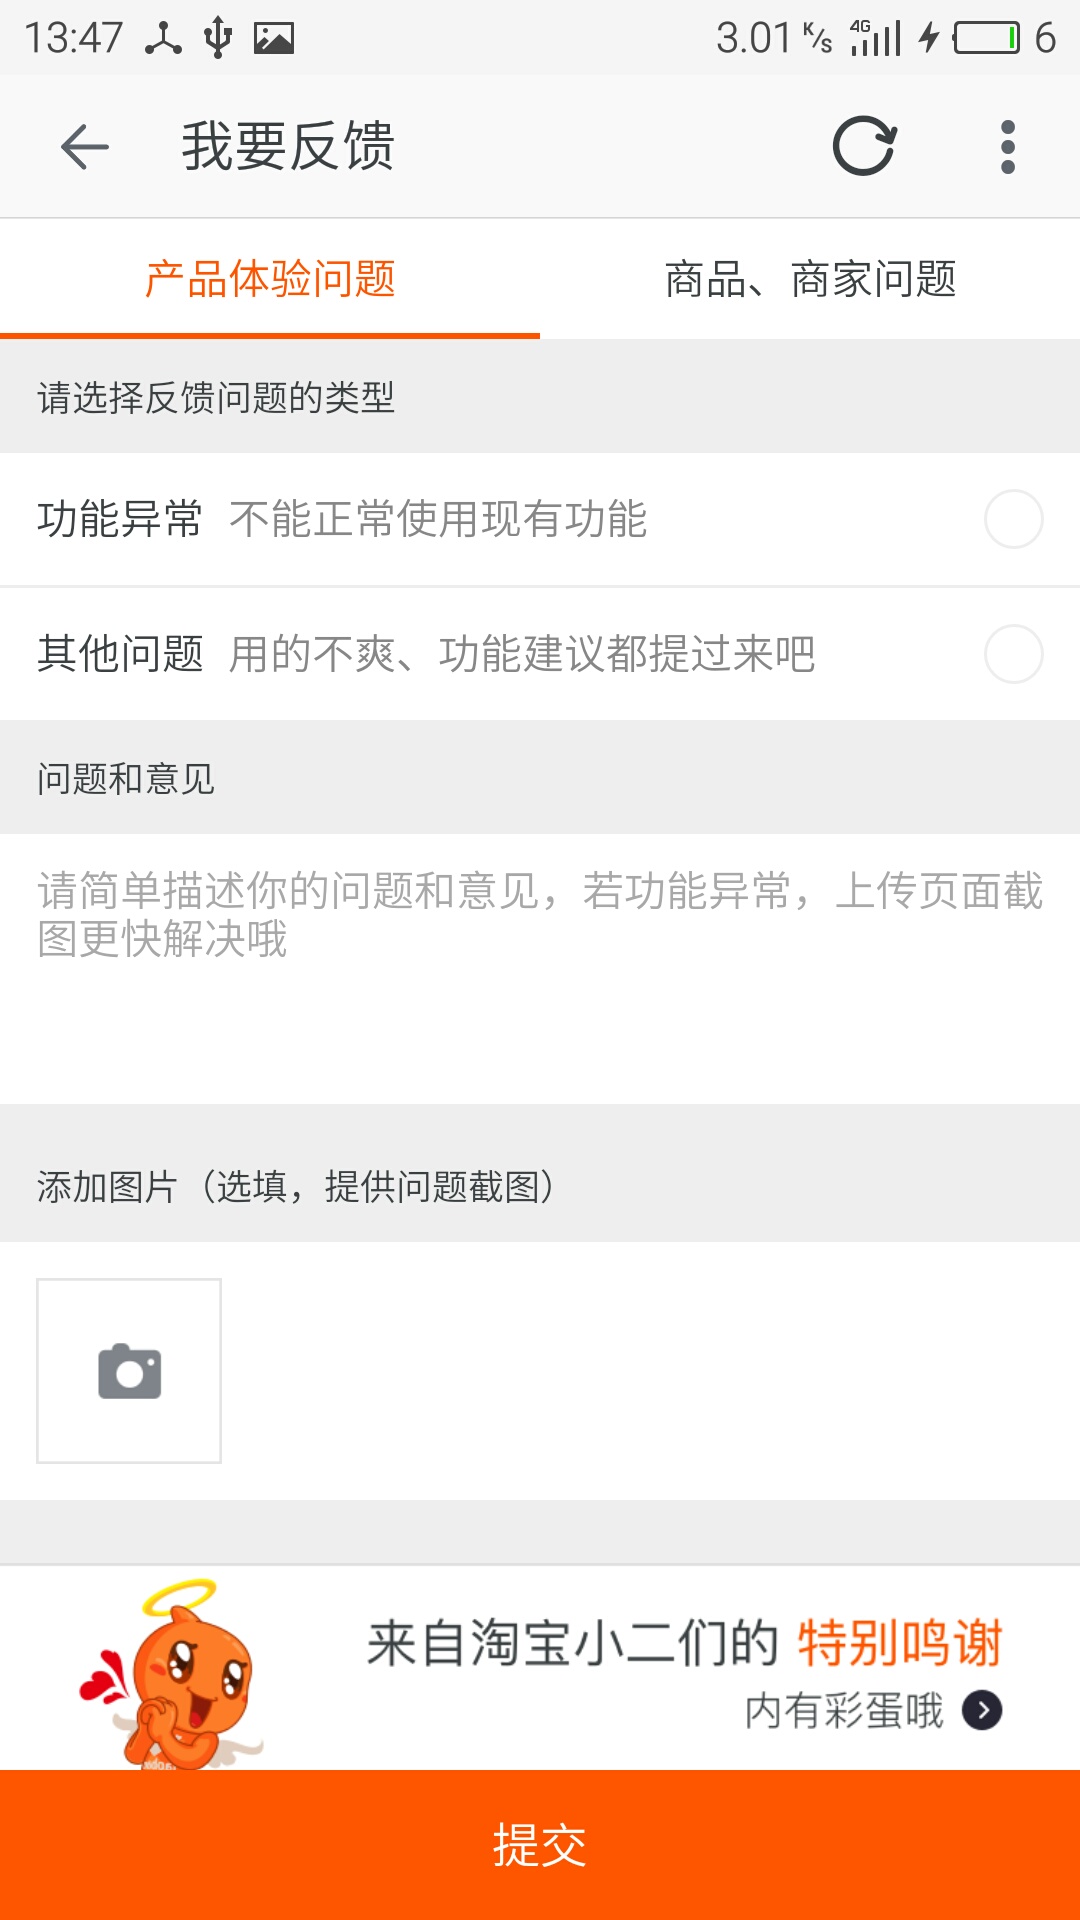 13:47
3.01 K/s 4G 6
我要反馈
产品体验问题
商品、商家问题
请选择反馈问题的类型
功能异常 不能正常使用现有功能
其他问题 用的不爽、功能建议都提过来吧
问题和意见
请简单描述你的问题和意见，若功能异常，上传页面截
图更快解决哦
添加图片（选填，提供问题截图）
来自淘宝小二们的 特别鸣谢
内有彩蛋哦
提交